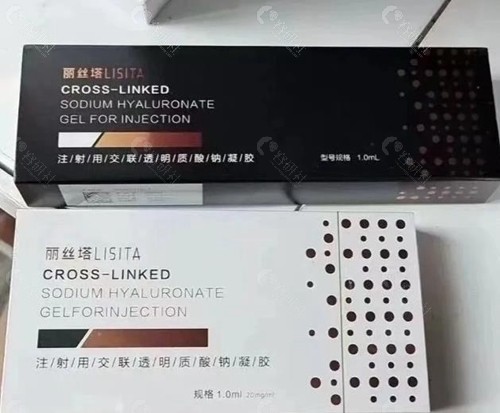 丽丝塔LISITA
CROSS-LINKED
SODIUM HYALURONATE
GEL FOR INJECTION
注/射/用/交/联/透/明/质/酸/钠/凝/胶
型号规格 1.0mL
丽丝塔LISITA
CROSS-LINKED
SODIUM HYALURONATE
GELFORINJECTION
注/射/用/交/联/透/明/质/酸/钠/凝/胶
规格 1.0ml 20mg/ml